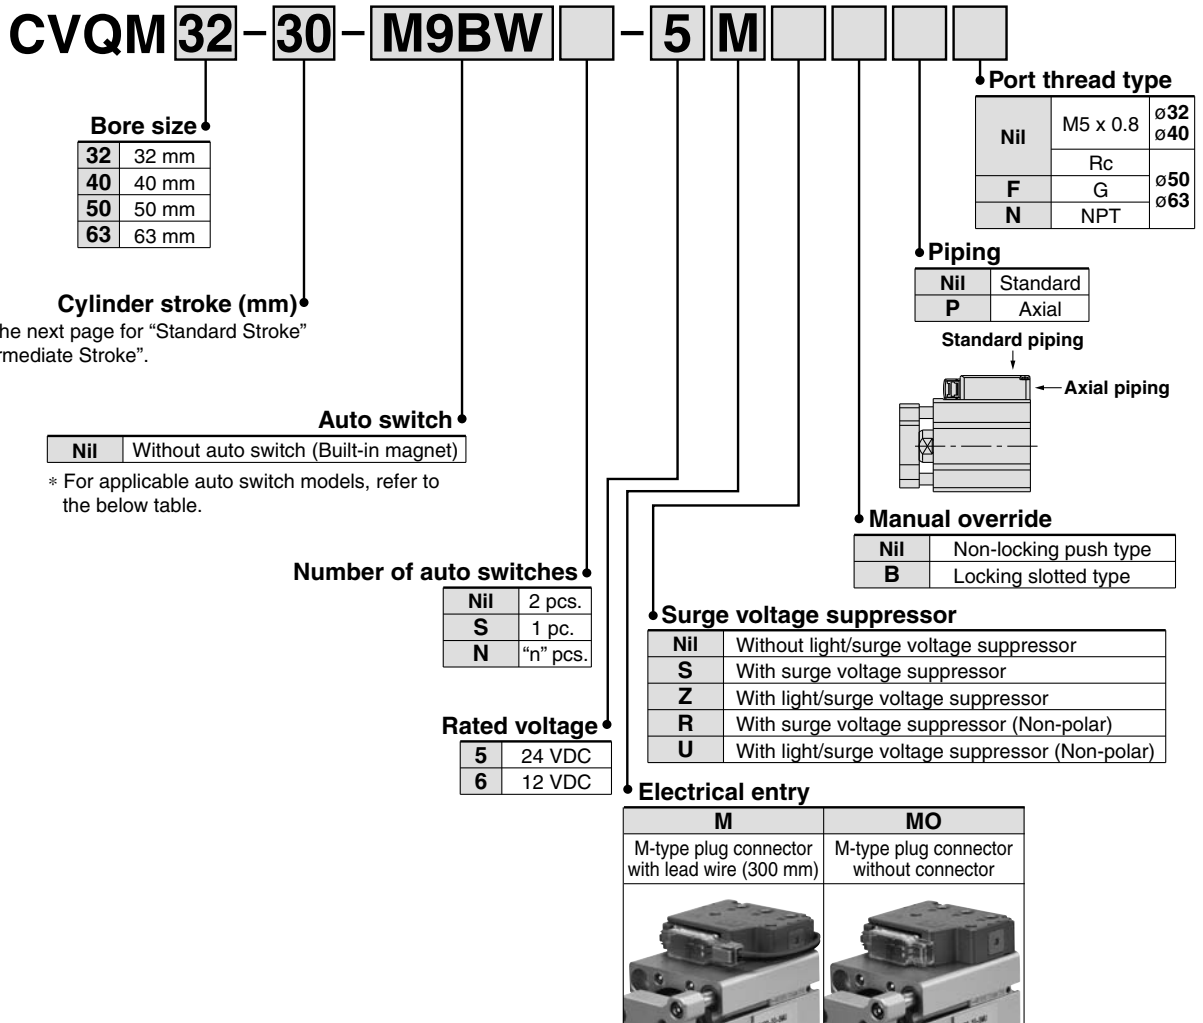 CVQM 32 – 30 – M9BW – 5 M
Port thread type
Nil M5 x 0.8 ø32 ø40
Rc ø50 ø63
F G
N NPT
Bore size
32 32 mm
40 40 mm
50 50 mm
63 63 mm
Piping
Nil Standard
P Axial
Standard piping
Axial piping
Cylinder stroke (mm)
he next page for “Standard Stroke”
rmediate Stroke”.
Auto switch
Nil Without auto switch (Built-in magnet)
∗ For applicable auto switch models, refer to
the below table.
Manual override
Nil Non-locking push type
B Locking slotted type
Number of auto switches
Nil 2 pcs.
S 1 pc.
N “n” pcs.
Surge voltage suppressor
Nil Without light/surge voltage suppressor
S With surge voltage suppressor
Z With light/surge voltage suppressor
R With surge voltage suppressor (Non-polar)
U With light/surge voltage suppressor (Non-polar)
Rated voltage
5 24 VDC
6 12 VDC
Electrical entry
M MO
M-type plug connector with lead wire (300 mm)
M-type plug connector without connector